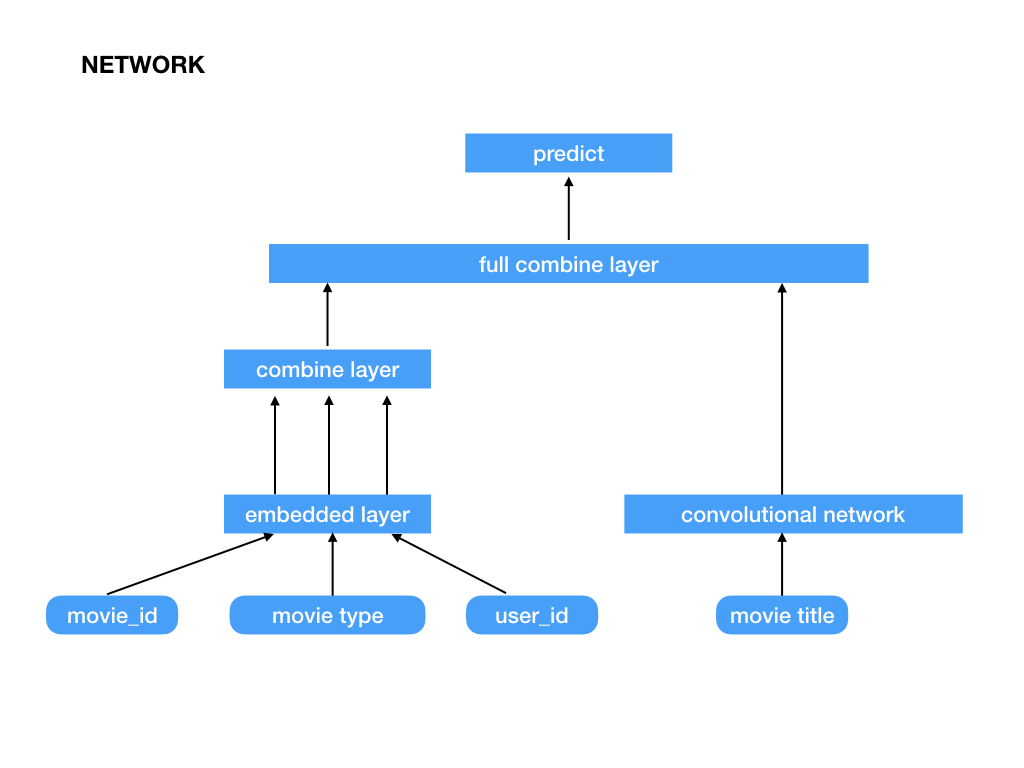 NETWORK
predict
full combine layer
combine layer
embedded layer
convolutional network
movie_id
movie type
user_id
movie title